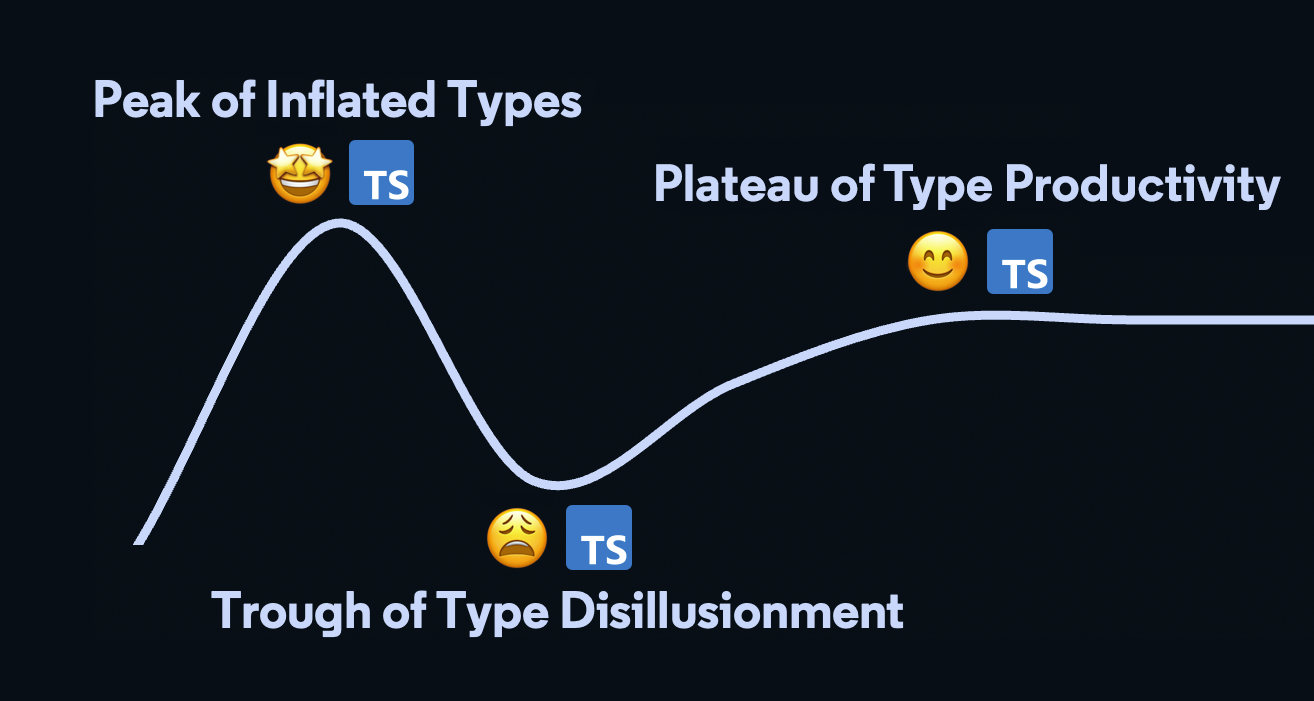 Peak of Inflated Types
TS
Plateau of Type Productivity
TS
TS
Trough of Type Disillusionment